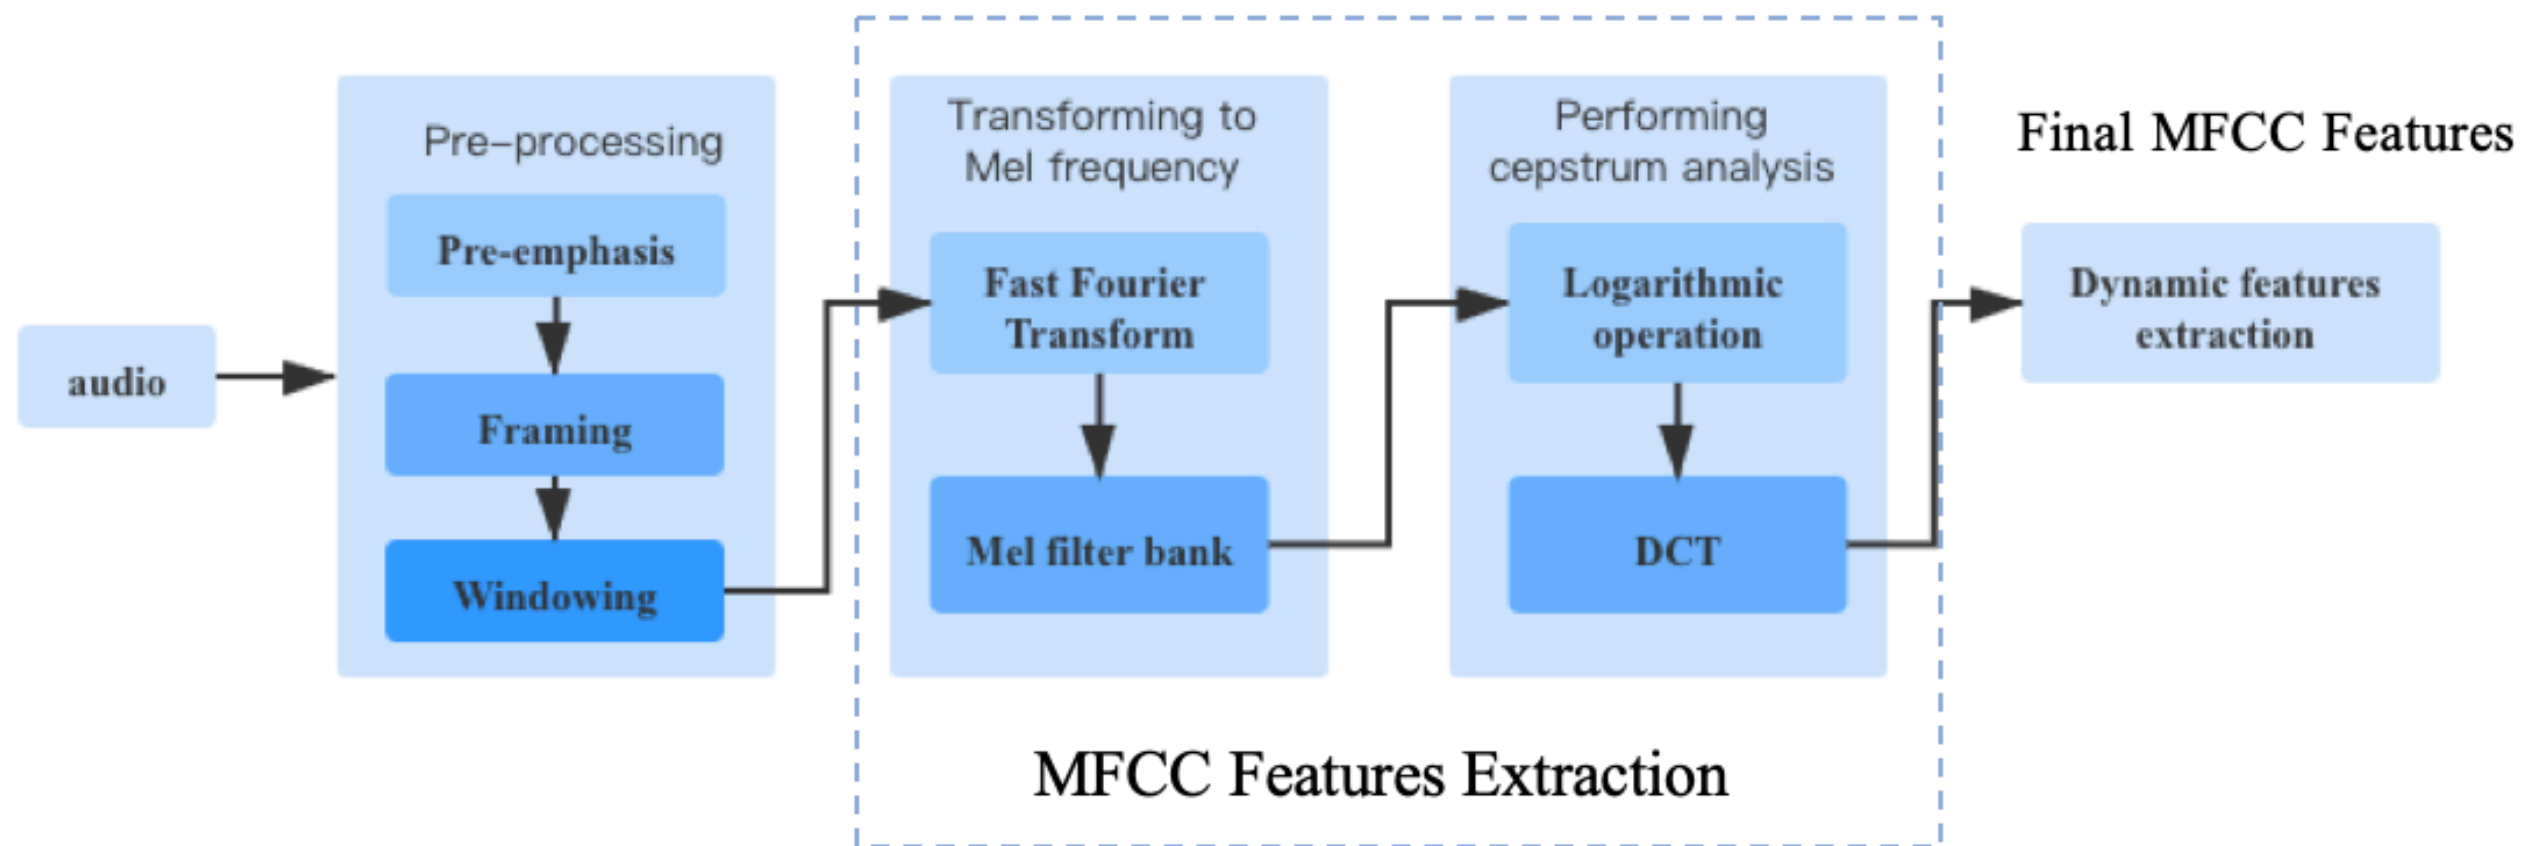 audio
Pre-processing
Pre-emphasis
Framing
Windowing
Transforming to
Mel frequency
Fast Fourier
Transform
Mel filter bank
Performing
cepstrum analysis
Logarithmic
operation
DCT
MFCC Features Extraction
Final MFCC Features
Dynamic features
extraction